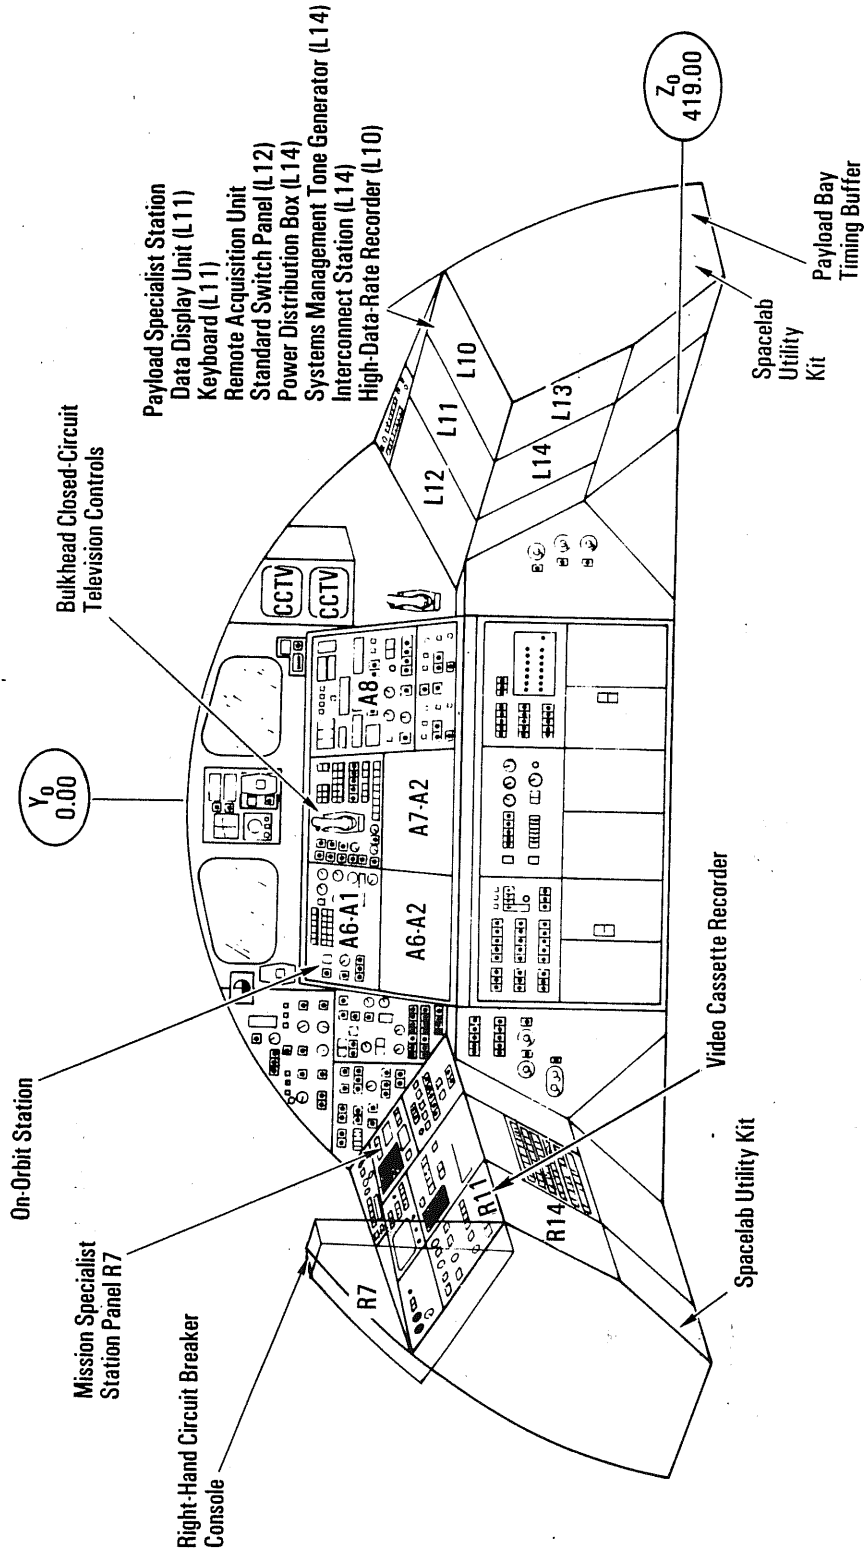 Right-Hand Circuit Breaker
Console
Mission Specialist
Station Panel R7
On-Orbit Station
Y0
0.00
Bulkhead Closed-Circuit
Television Controls
Payload Specialist Station
Data Display Unit (L11)
Keyboard (L11)
Remote Acquisition Unit
Standard Switch Panel (L12)
Power Distribution Box (L14)
Systems Management Tone Generator (L14)
Interconnect Station (L14)
High-Data-Rate Recorder (L10)
CCTV
CCTV
R7
R11
R14
A6-A1
A6-A2
A7-A2
A8
L12
L11
L10
L14
L13
Z0
419.00
Spacelab Utility Kit
Video Cassette Recorder
Spacelab
Utility
Kit
Payload Bay
Timing Buffer